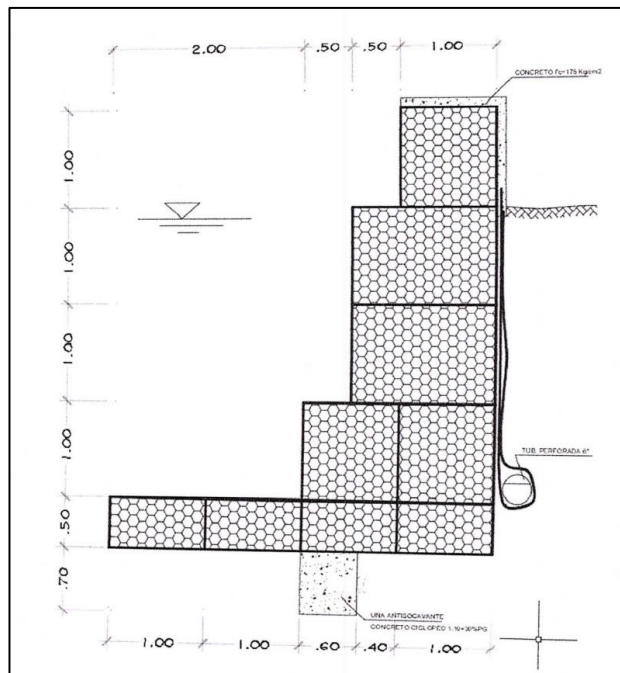 2.00 .50 .50 1.00
CONCRETO f'c=175 Kg/cm2
1.00
1.00
1.00
1.00
.50
.70
TUB. PERFORADA 6"
UNA ANTISOCAVANTE
CONCRETO CICLOPEO 1:10+30%PG
1.00 1.00 .60 .40 1.00